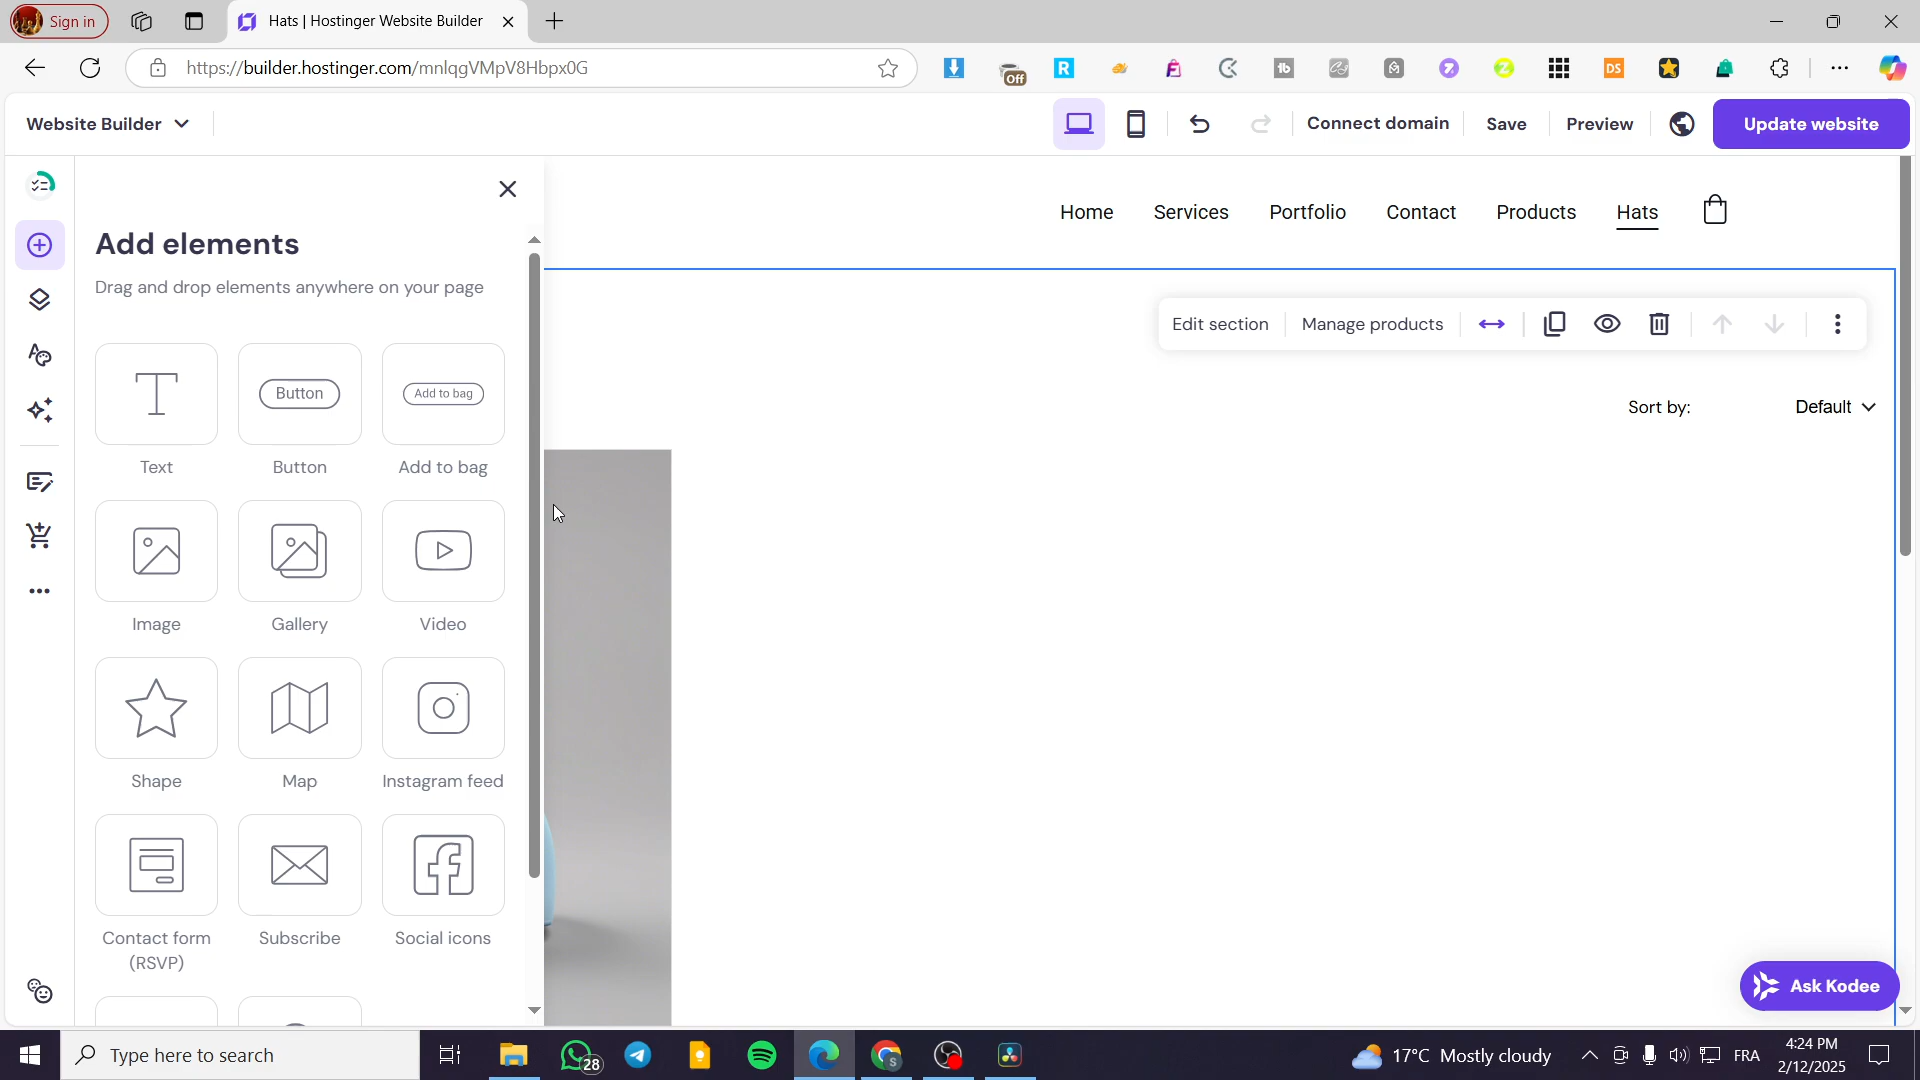 Sign in
Hats | Hostinger Website Builder
https://builder.hostinger.com/mnlqgVMpV8Hbpx0G
Off
R
tb
DS
Website Builder
Connect domain
Save
Preview
Update website
Home
Services
Portfolio
Contact
Products
Hats
Add elements
Drag and drop elements anywhere on your page
Edit section
Manage products
Sort by:
Default
Button
Add to bag
Text
Button
Add to bag
Image
Gallery
Video
Shape
Map
Instagram feed
Contact form
(RSVP)
Subscribe
Social icons
Ask Kodee
Type here to search
28
S
17°C Mostly cloudy
FRA
4:24 PM
2/12/2025